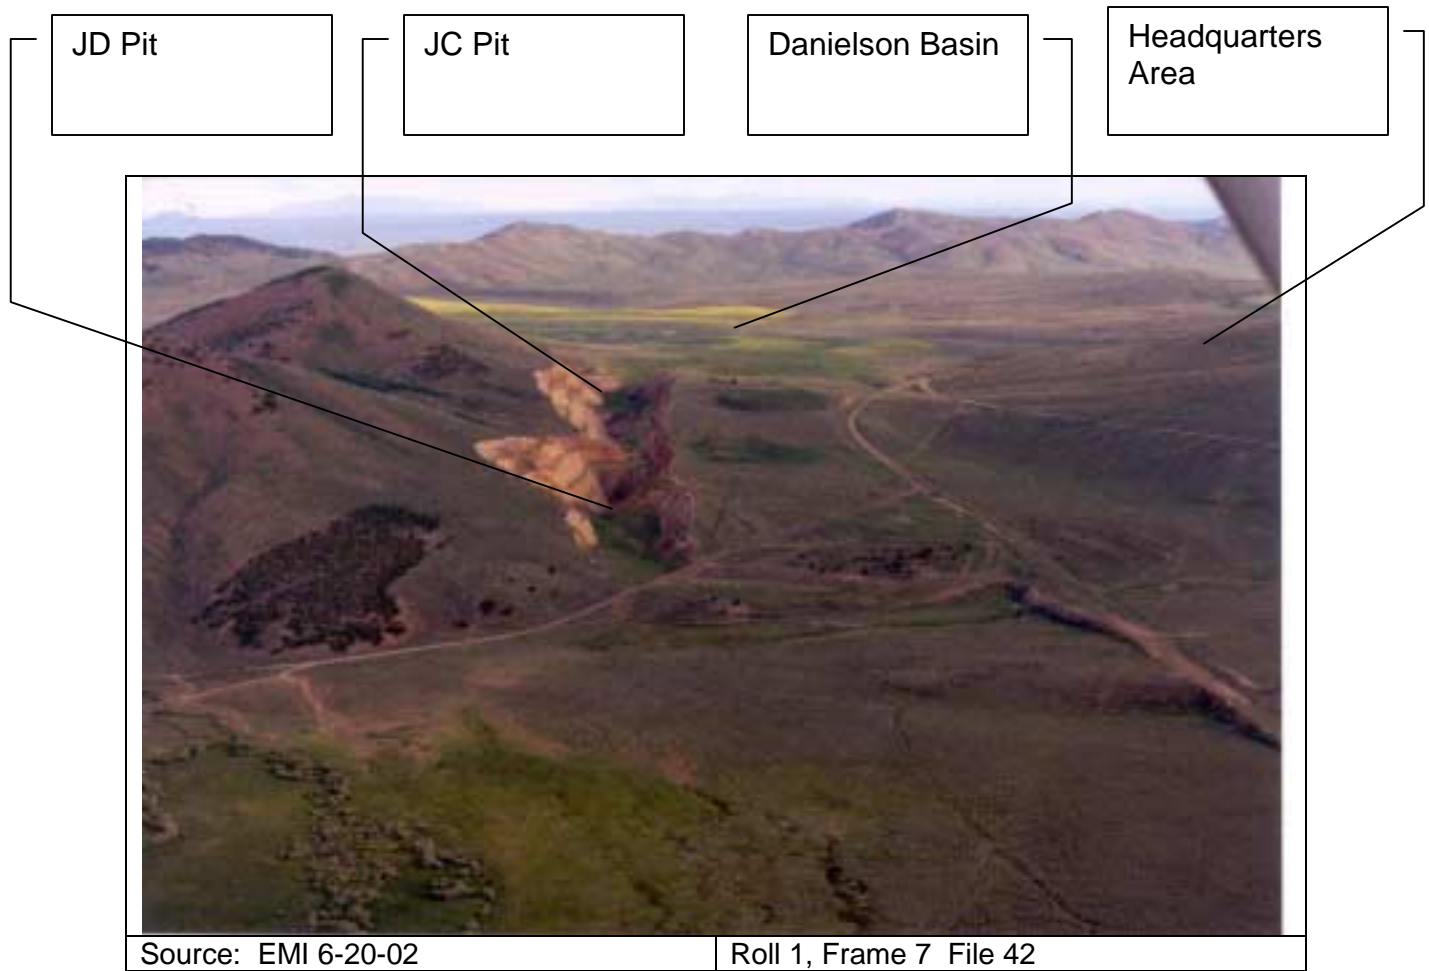 JD Pit
JC Pit
Danielson Basin
Headquarters
Area
Source: EMI 6-20-02
Roll 1, Frame 7 File 42